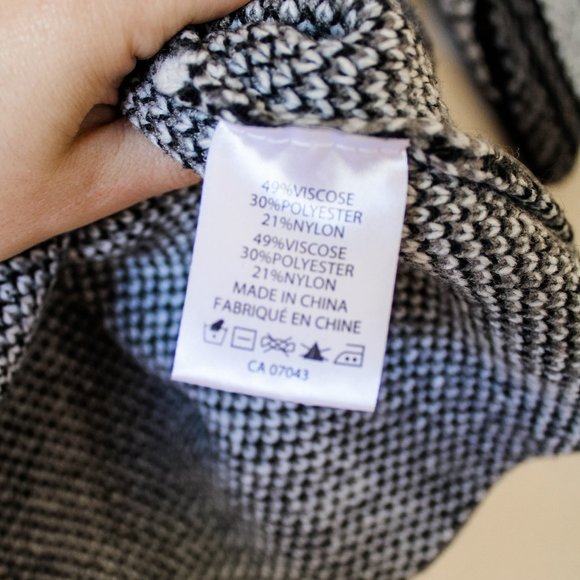 49%VISCOSE
30%POLYESTER
21%NYLON
49%VISCOSE
30%POLYESTER
21%NYLON
MADE IN CHINA
FABRIQUÉ EN CHINE
CA 07043